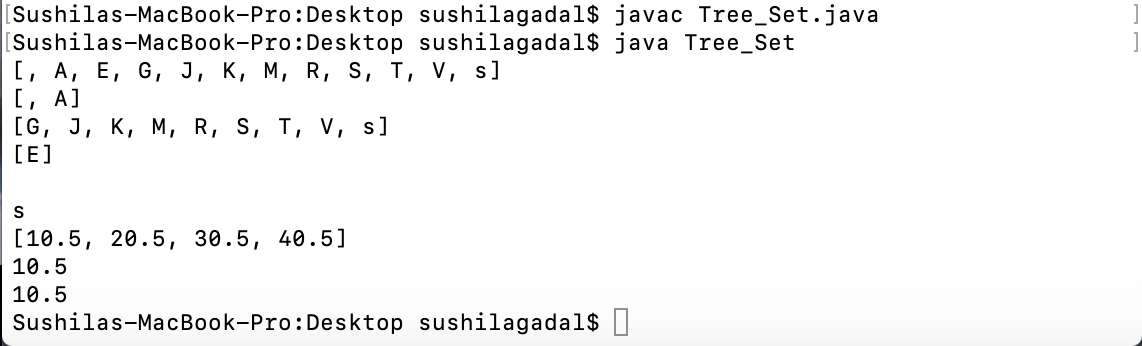 [Sushilas-MacBook-Pro:Desktop sushilagadal$ javac Tree_Set.java ]
[Sushilas-MacBook-Pro:Desktop sushilagadal$ java Tree_Set ]
[, A, E, G, J, K, M, R, S, T, V, s]
[, A]
[G, J, K, M, R, S, T, V, s]
[E]

s
[10.5, 20.5, 30.5, 40.5]
10.5
10.5
Sushilas-MacBook-Pro:Desktop sushilagadal$